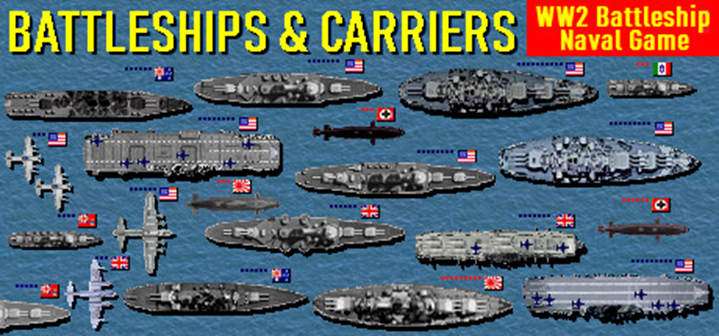 BATTLESHIPS & CARRIERS
WW2 Battleship
Naval Game